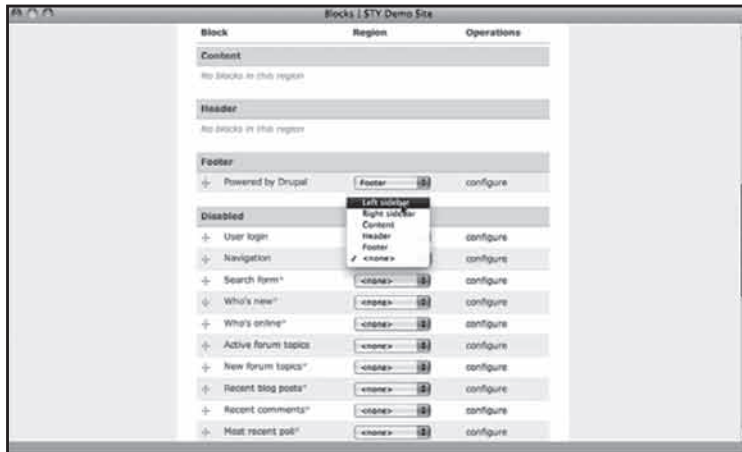 Blocks | STY Demo Site
Block Region Operations
Content
No blocks in this region
Header
No blocks in this region
Footer
Powered by Drupal Footer configure
Left sidebar
Right sidebar
Content
Header
Footer
✓ <none>
Disabled
User login configure
Navigation configure
Search form* <none> configure
Who's new* <none> configure
Who's online* <none> configure
Active forum topics <none> configure
New forum topics* <none> configure
Recent blog posts* <none> configure
Recent comments* <none> configure
Most recent poll* <none> configure